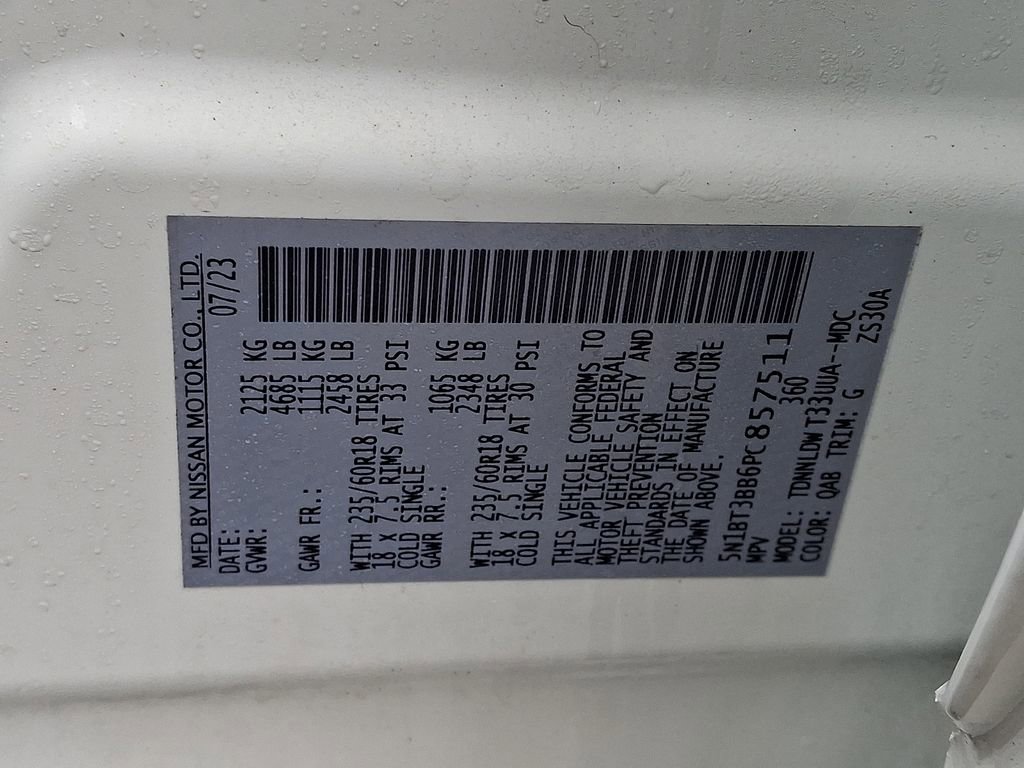 MFD BY NISSAN MOTOR CO., LTD.
DATE: 07/23
GVWR: 2125 KG
4685 LB
GAWR FR.: 1115 KG
2458 LB
WITH 235/60R18 TIRES
18 X 7.5 RIMS AT 33 PSI
COLD SINGLE
GAWR RR.: 1065 KG
2348 LB
WITH 235/60R18 TIRES
18 X 7.5 RIMS AT 30 PSI
COLD SINGLE
THIS VEHICLE CONFORMS TO
ALL APPLICABLE FEDERAL
MOTOR VEHICLE SAFETY AND
THEFT PREVENTION
STANDARDS IN EFFECT ON
THE DATE OF MANUFACTURE
SHOWN ABOVE.
5N1BT3BB6PC857511
MPV 360
MODEL: TDNNLDWT33UUA--MDC
COLOR: QAB TRIM: G ZS30A